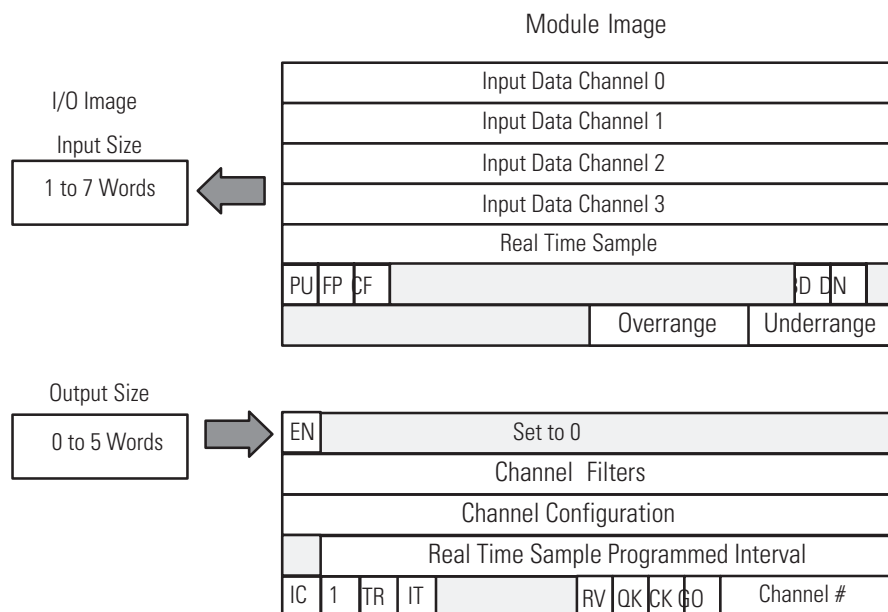 Module Image
Input Data Channel 0
I/O Image
Input Data Channel 1
Input Size
Input Data Channel 2
1 to 7 Words
Input Data Channel 3
Real Time Sample
PU FP CF D DN
Overrange Underrange
Output Size
0 to 5 Words
EN Set to 0
Channel Filters
Channel Configuration
Real Time Sample Programmed Interval
IC 1 TR IT RV QK CK GO Channel #